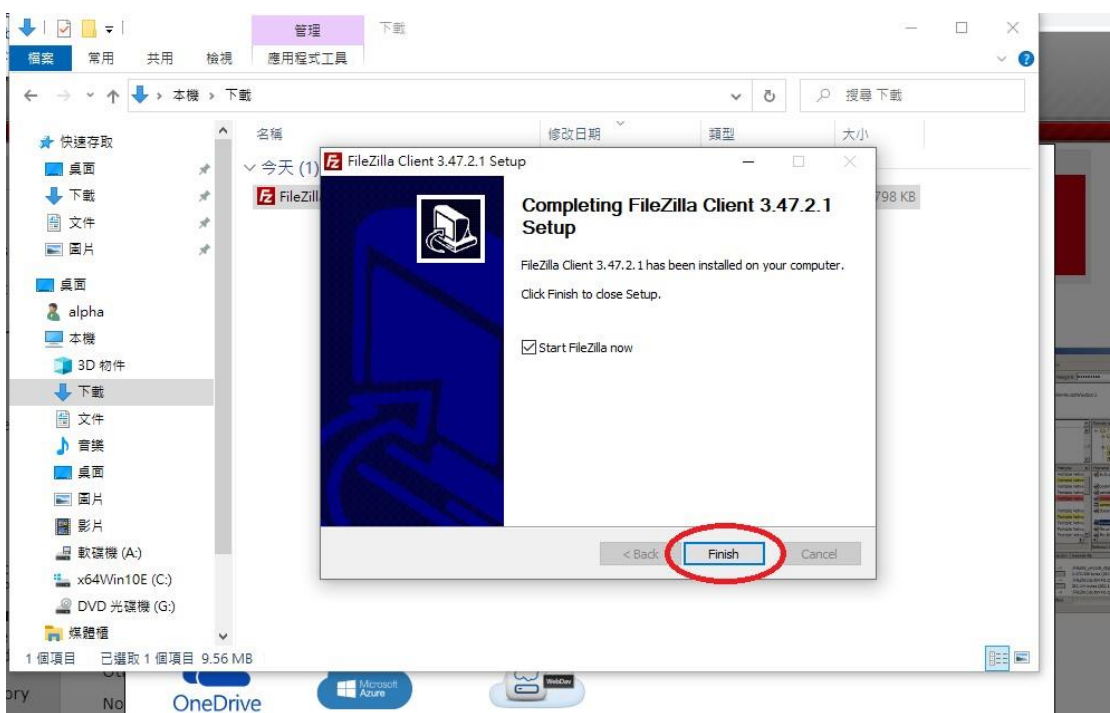 管理 下載
檔案 常用 共用 檢視 應用程式工具
本機 下載 搜尋 下載
名稱 修改日期 類型 大小
快速存取
桌面
下載
文件
圖片
桌面
alpha
本機
3D 物件
下載
文件
音樂
桌面
圖片
影片
軟碟機 (A:)
x64Win10E (C:)
DVD 光碟機 (G:)
媒體櫃
今天 (1)
FileZill
798 KB
FileZilla Client 3.47.2.1 Setup
Completing FileZilla Client 3.47.2.1
Setup
FileZilla Client 3.47.2.1 has been installed on your computer.
Click Finish to close Setup.
Start FileZilla now
< Back Finish Cancel
1 個項目 已選取 1 個項目 9.56 MB
No
OneDrive
Microsoft
Azure
WebDav